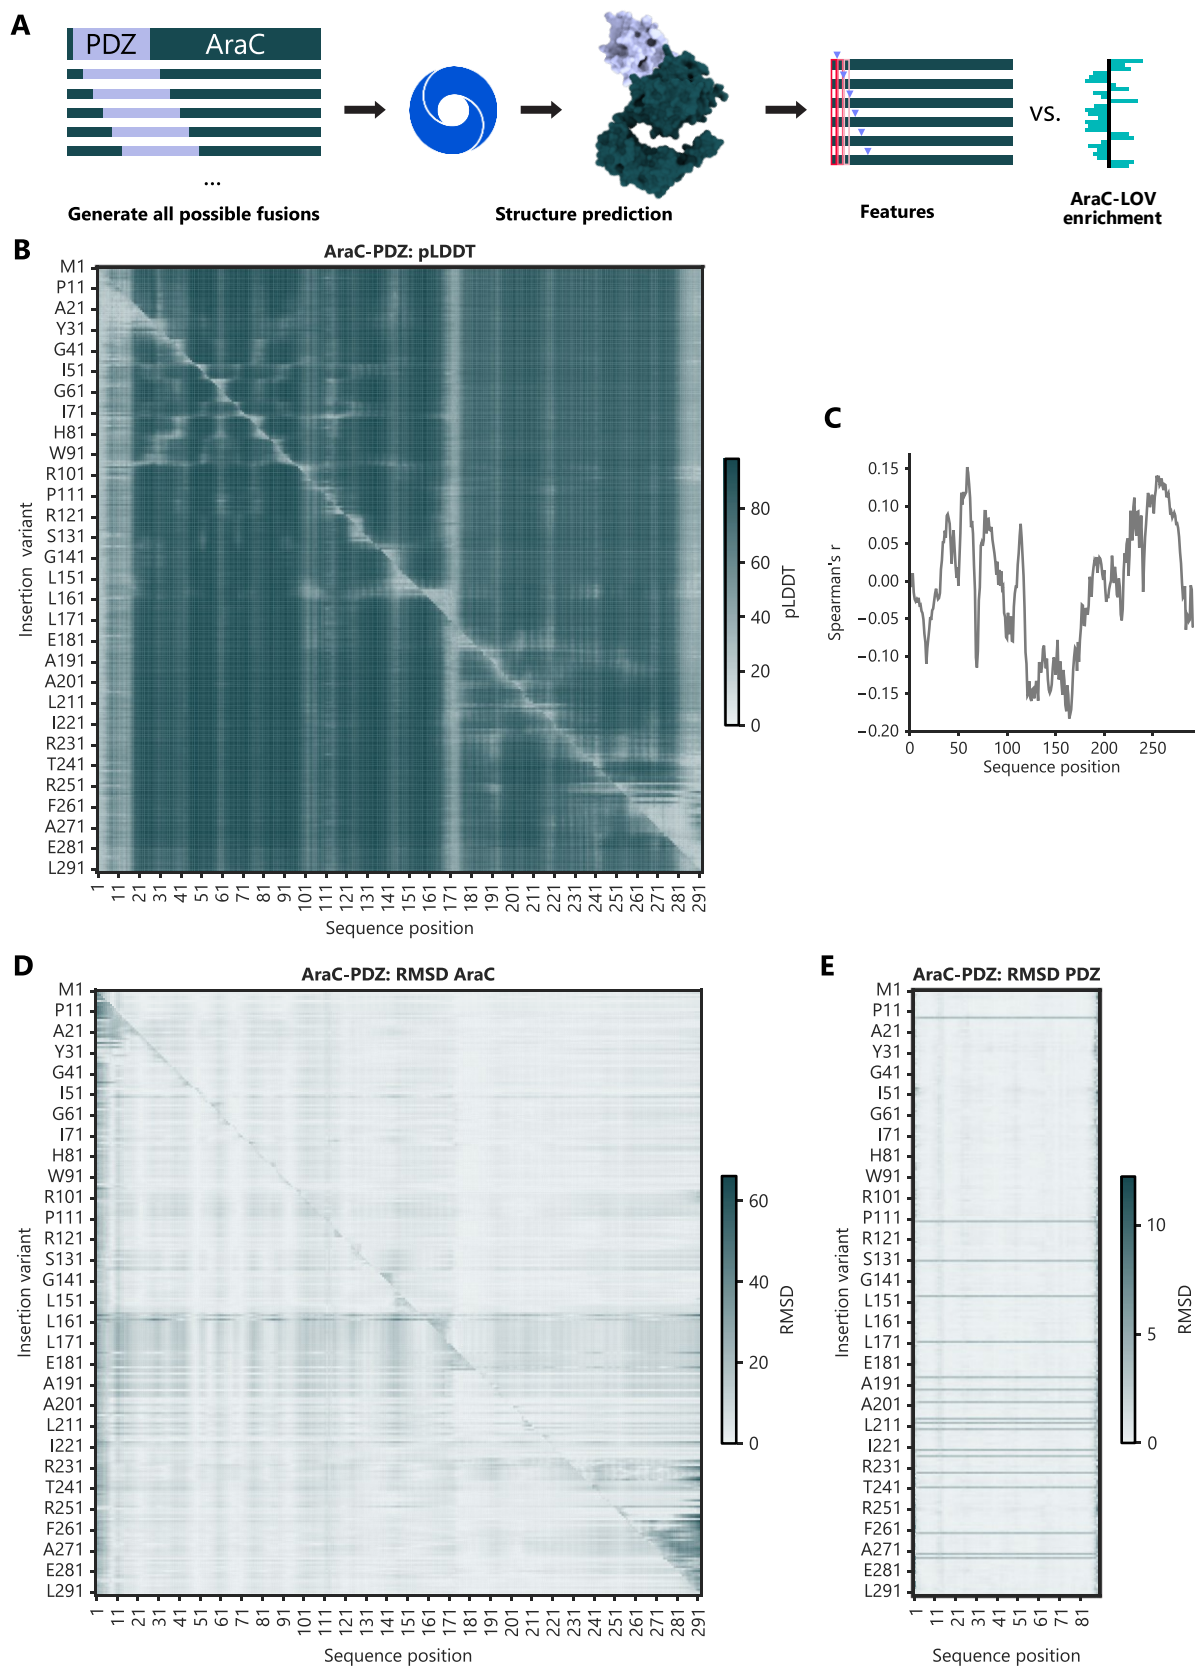 A
PDZ
AraC
...
vs.
Generate all possible fusions
Structure prediction
Features
AraC-LOV
enrichment
B
AraC-PDZ: pLDDT
M1
P11
A21
Y31
G41
I51
G61
I71
H81
W91
R101
P111
R121
S131
G141
L151
L161
L171
E181
A191
A201
L211
I221
R231
T241
R251
F261
A271
E281
L291
Insertion variant
1 11 21 31 41 51 61 71 81 91 101 111 121 131 141 151 161 171 181 191 201 211 221 231 241 251 261 271 281 291
Sequence position
80
60
40
20
0
pLDDT
C
0.15
0.10
0.05
0.00
−0.05
−0.10
−0.15
−0.20
Spearman's r
0 50 100 150 200 250
Sequence position
D
AraC-PDZ: RMSD AraC
M1
P11
A21
Y31
G41
I51
G61
I71
H81
W91
R101
P111
R121
S131
G141
L151
L161
L171
E181
A191
A201
L211
I221
R231
T241
R251
F261
A271
E281
L291
Insertion variant
1 11 21 31 41 51 61 71 81 91 101 111 121 131 141 151 161 171 181 191 201 211 221 231 241 251 261 271 281 291
Sequence position
60
40
20
0
RMSD
E
AraC-PDZ: RMSD PDZ
M1
P11
A21
Y31
G41
I51
G61
I71
H81
W91
R101
P111
R121
S131
G141
L151
L161
L171
E181
A191
A201
L211
I221
R231
T241
R251
F261
A271
E281
L291
Insertion variant
1 11 21 31 41 51 61 71 81
Sequence position
10
5
0
RMSD